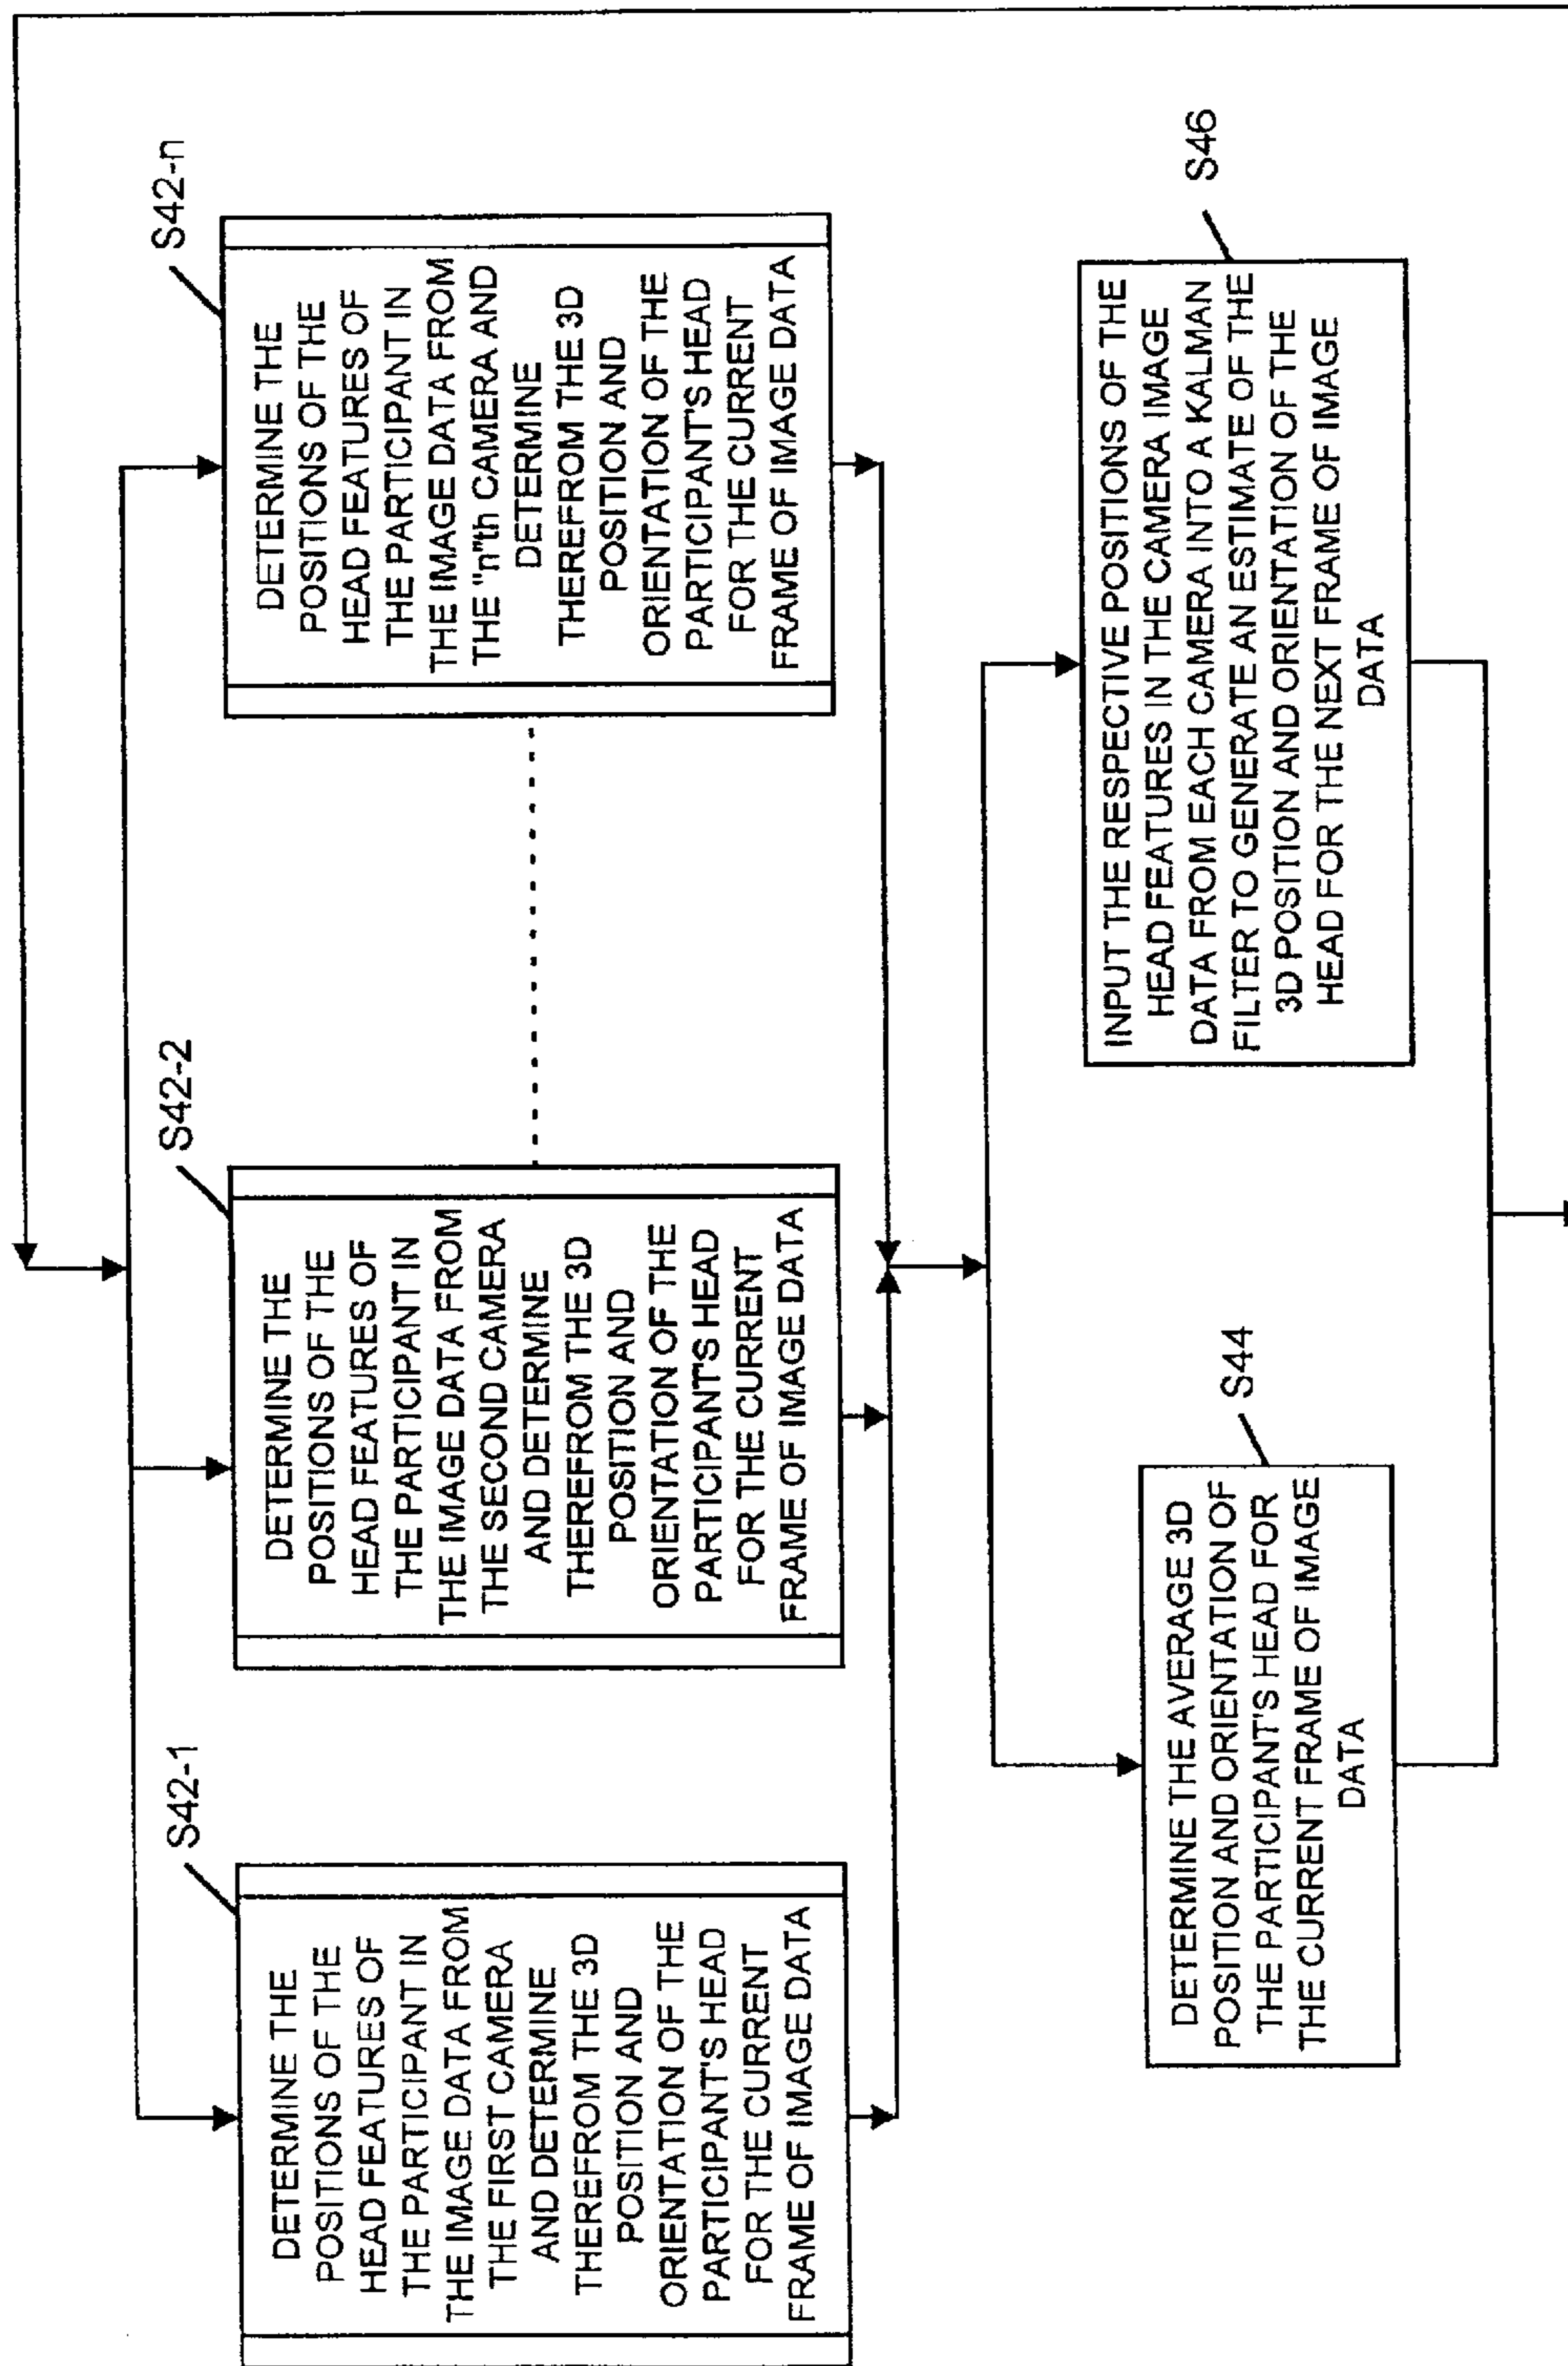 S42-1
DETERMINE THE
POSITIONS OF THE
HEAD FEATURES OF
THE PARTICIPANT IN
THE IMAGE DATA FROM
THE FIRST CAMERA
AND DETERMINE
THEREFROM THE 3D
POSITION AND
ORIENTATION OF THE
PARTICIPANT'S HEAD
FOR THE CURRENT
FRAME OF IMAGE DATA
S42-2
DETERMINE THE
POSITIONS OF THE
HEAD FEATURES OF
THE PARTICIPANT IN
THE IMAGE DATA FROM
THE SECOND CAMERA
AND DETERMINE
THEREFROM THE 3D
POSITION AND
ORIENTATION OF THE
PARTICIPANT'S HEAD
FOR THE CURRENT
FRAME OF IMAGE DATA
S42-n
DETERMINE THE
POSITIONS OF THE
HEAD FEATURES OF
THE PARTICIPANT IN
THE IMAGE DATA FROM
THE "n"th CAMERA AND
DETERMINE
THEREFROM THE 3D
POSITION AND
ORIENTATION OF THE
PARTICIPANT'S HEAD
FOR THE CURRENT
FRAME OF IMAGE DATA
S44
DETERMINE THE AVERAGE 3D
POSITION AND ORIENTATION OF
THE PARTICIPANT'S HEAD FOR
THE CURRENT FRAME OF IMAGE
DATA
S46
INPUT THE RESPECTIVE POSITIONS OF THE
HEAD FEATURES IN THE CAMERA IMAGE
DATA FROM EACH CAMERA INTO A KALMAN
FILTER TO GENERATE AN ESTIMATE OF THE
3D POSITION AND ORIENTATION OF THE
HEAD FOR THE NEXT FRAME OF IMAGE
DATA